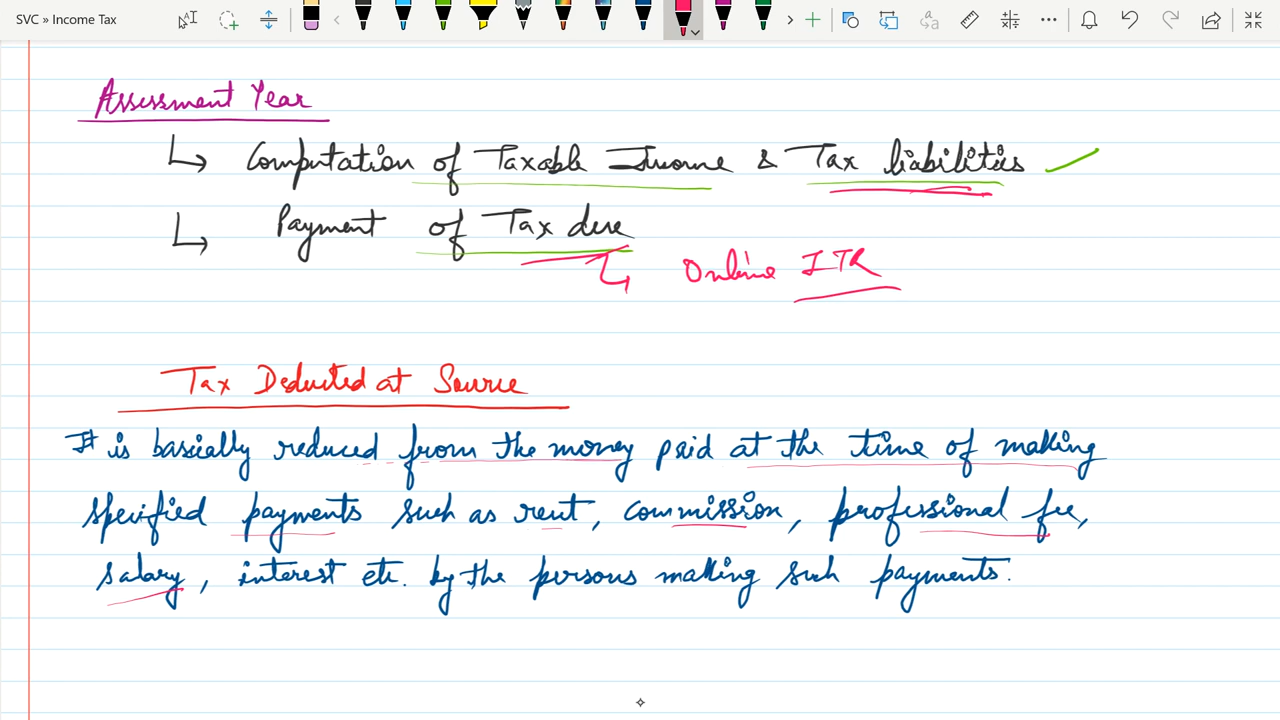 SVC » Income Tax
Assessment Year
Computation of Taxable Income & Tax liabilities
Payment of Tax due
Online ITR
Tax Deducted at Source
It is basically reduced from the money paid at the time of making
specified payments such as rent, commission, professional fee,
salary, interest etc. by the persons making such payments.